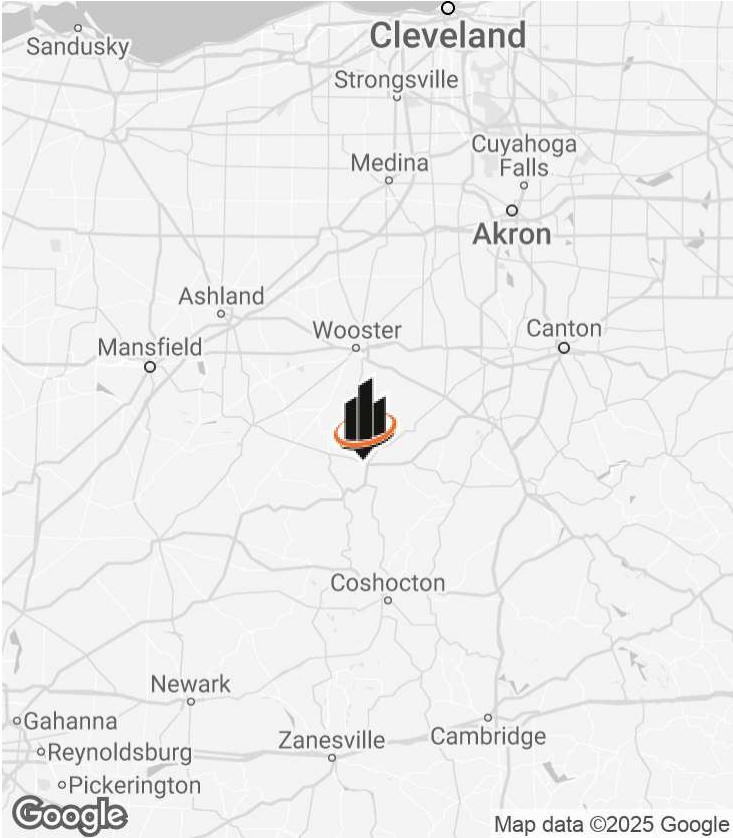 Cleveland
Sandusky
Strongsville
Cuyahoga
Falls
Medina
Akron
Ashland
Wooster
Canton
Mansfield
Coshocton
Newark
Gahanna
Zanesville
Cambridge
Reynoldsburg
Pickerington
Google
Map data ©2025 Google